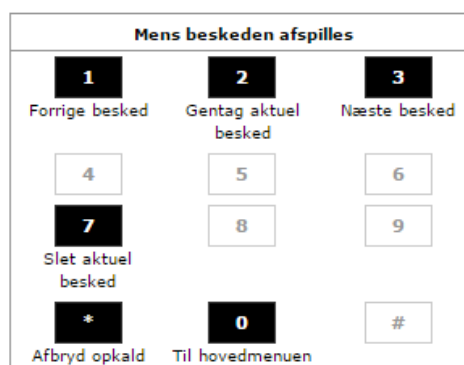 Mens beskeden afspilles
1 2 3
Forrige besked Gentag aktuel Næste besked
besked
4 5 6
7 8 9
Slet aktuel
besked
* 0 #
Afbryd opkald Til hovedmenuen